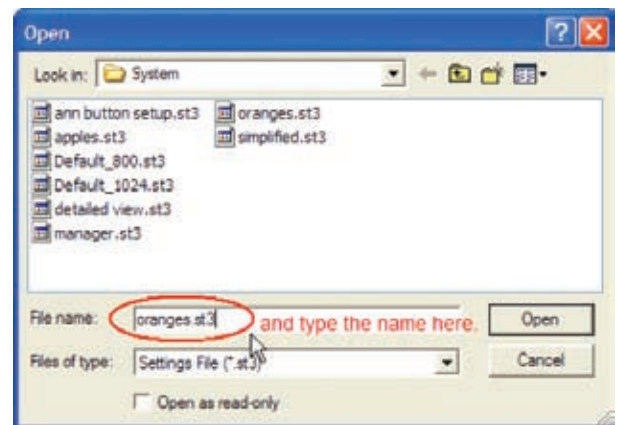 Open
Look in: System
ann button setup.st3
apples.st3
Default_800.st3
Default_1024.st3
detailed view.st3
manager.st3
oranges.st3
simplified.st3
File name: oranges.st3 and type the name here. Open
Files of type: Settings File (*.st3) Cancel
Open as read-only